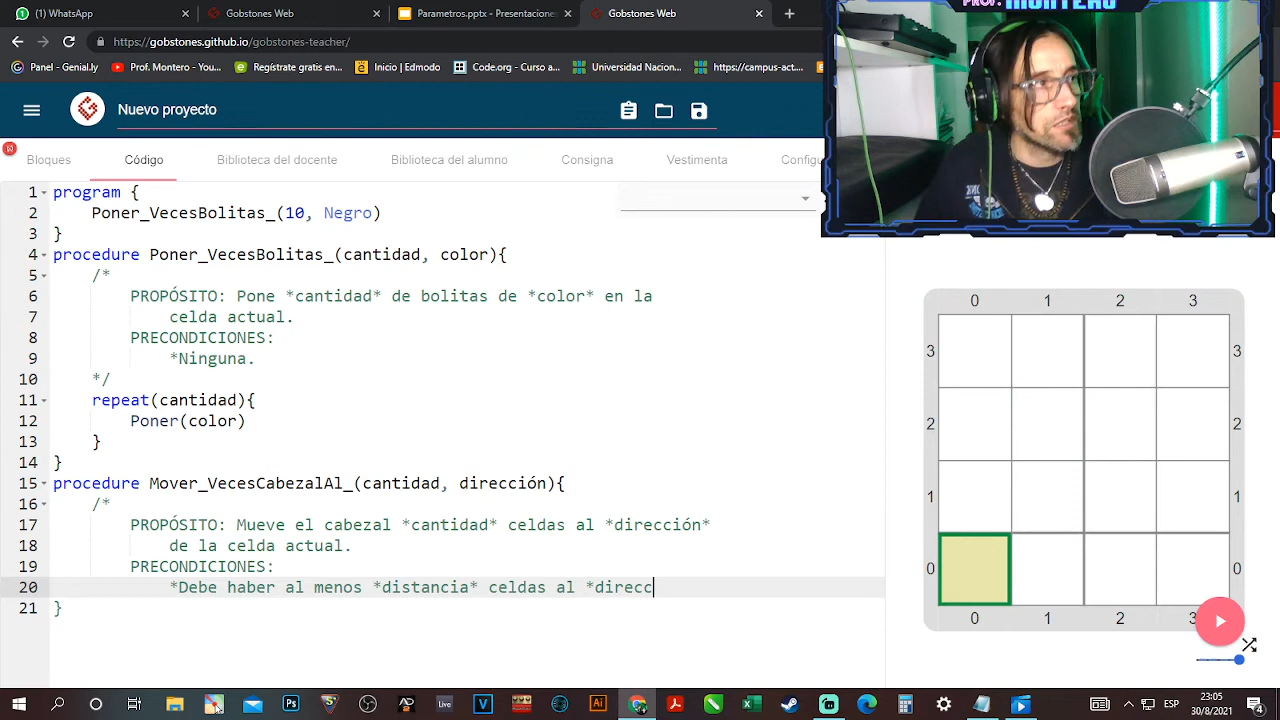 (1) WhatsApp
Gobstone
Parametros.pptx - Presentacion
Gobstones Web
https://gobstones.github.io/gobstones-teacher/
Panel - Genial.ly
Prof. Montero - You...
Regístrate gratis en...
Inicio | Edmodo
Code.org - Curso d
Universidad Nacion...
https://campus-act...
PROF. MONTERO
Nuevo proyecto
Bloques
Código
Biblioteca del docente
Biblioteca del alumno
Consigna
Vestimenta
Configu
1 program {
2 Poner_VecesBolitas_(10, Negro)
3 }
4 procedure Poner_VecesBolitas_(cantidad, color){
5 /*
6 PROPÓSITO: Pone *cantidad* de bolitas de *color* en la
7 celda actual.
8 PRECONDICIONES:
9 *Ninguna.
10 */
11 repeat(cantidad){
12 Poner(color)
13 }
14 }
15 procedure Mover_VecesCabezalAl_(cantidad, dirección){
16 /*
17 PROPÓSITO: Mueve el cabezal *cantidad* celdas al *dirección*
18 de la celda actual.
19 PRECONDICIONES:
20 *Debe haber al menos *distancia* celdas al *direcc
21 }
0 1 2 3
3 3
2 2
1 1
0 0
0 1 2 3
ESP
23:05
30/8/2021
4